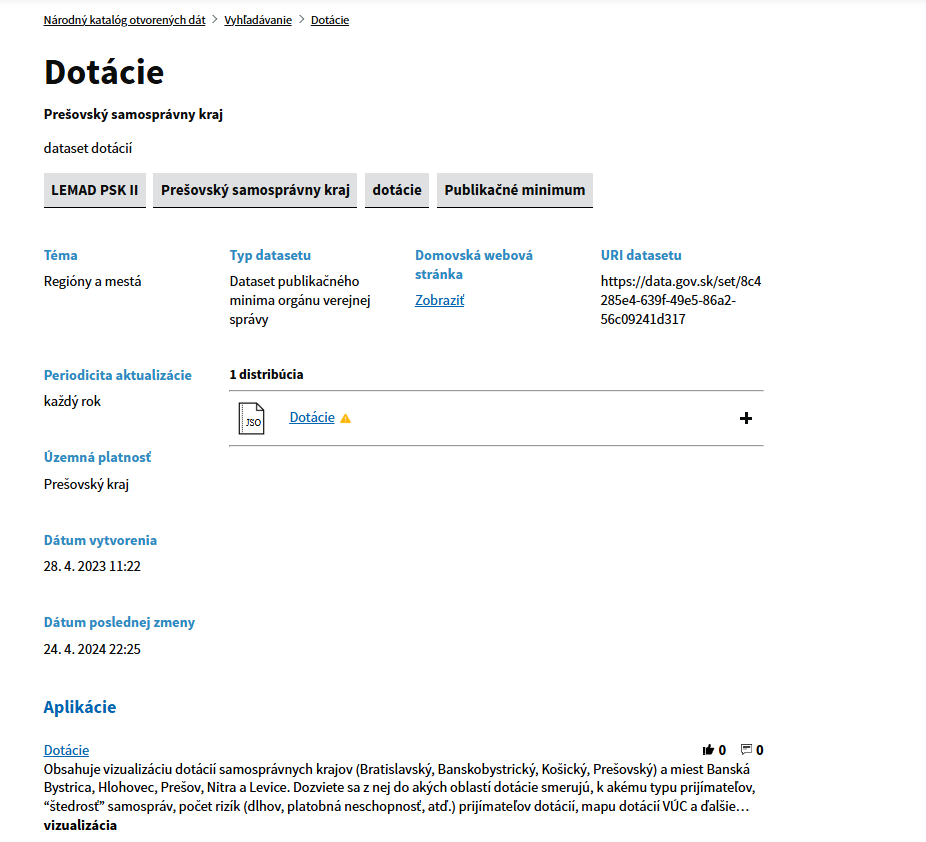 Národný katalóg otvorených dát > Vyhľadávanie > Dotácie
Dotácie
Prešovský samosprávny kraj
dataset dotácií
LEMAD PSK II Prešovský samosprávny kraj dotácie Publikačné minimum
Téma
Regióny a mestá
Typ datasetu
Dataset publikačného
minima orgánu verejnej
správy
Domovská webová
stránka
Zobraziť
URI datasetu
https://data.gov.sk/set/8c4
285e4-639f-49e5-86a2-
56c09241d317
Periodicita aktualizácie
každý rok
Územná platnosť
Prešovský kraj
Dátum vytvorenia
28. 4. 2023 11:22
Dátum poslednej zmeny
24. 4. 2024 22:25
1 distribúcia
JSO Dotácie
Aplikácie
Dotácie 0 0
Obsahuje vizualizáciu dotácií samosprávnych krajov (Bratislavský, Banskobystrický, Košický, Prešovský) a miest Banská
Bystrica, Hlohovec, Prešov, Nitra a Levice. Dozviete sa z nej do akých oblastí dotácie smerujú, k akému typu prijímateľov,
“štedrosť” samospráv, počet rizík (dlhov, platobná neschopnosť, atď.) prijímateľov dotácií, mapu dotácií VÚC a ďalšie…
vizualizácia